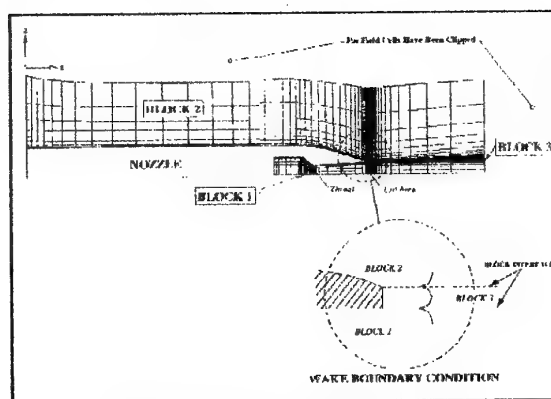 Far Field Cells Have Been Clipped
BLOCK 2
BLOCK 3
NOZZLE
BLOCK 1
Throat
Exit Area
BLOCK 2
BLOCK
BLOCK 3
BLOCK 1
WAKE BOUNDARY CONDITION